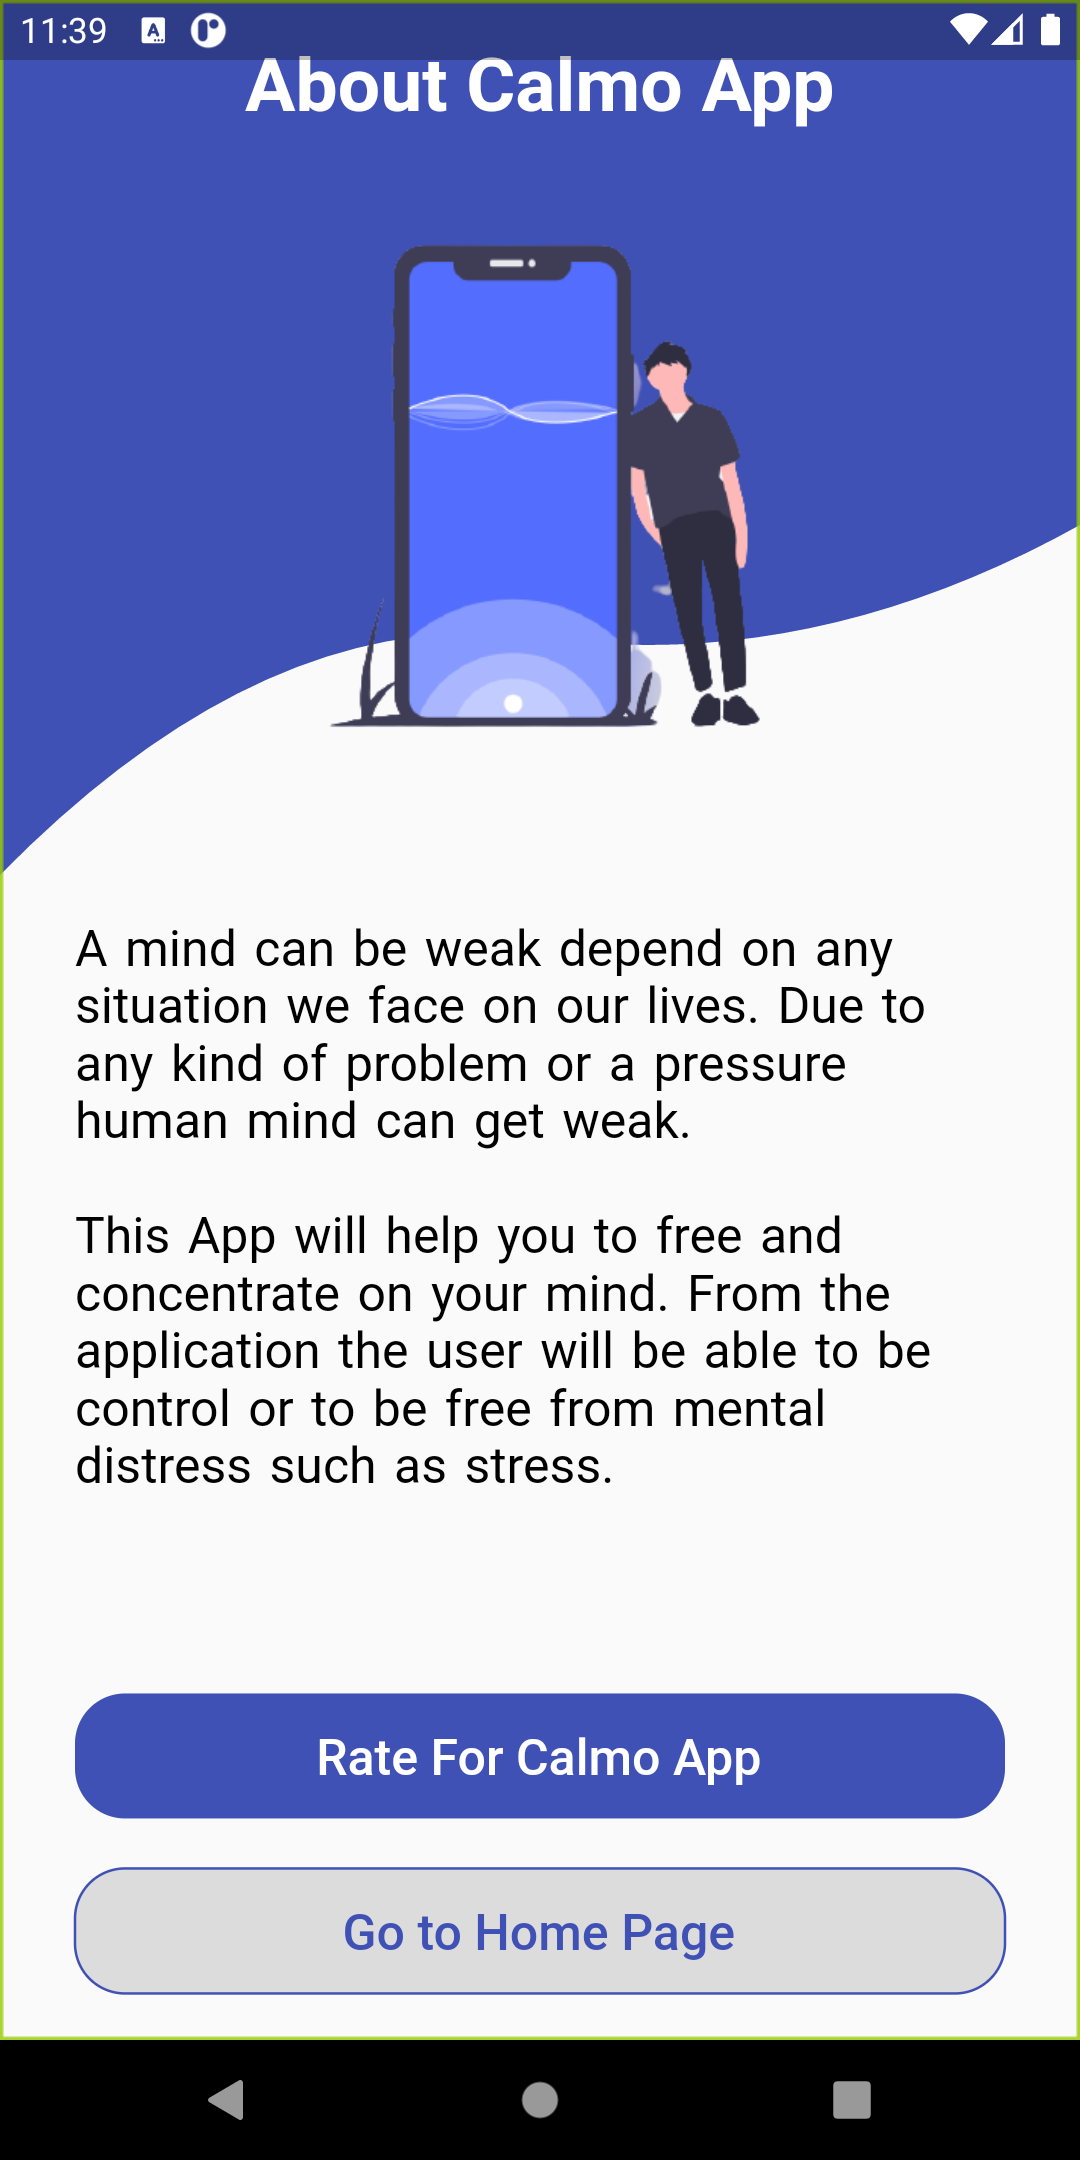 11:39
About Calmo App
A mind can be weak depend on any
situation we face on our lives. Due to
any kind of problem or a pressure
human mind can get weak.
This App will help you to free and
concentrate on your mind. From the
application the user will be able to be
control or to be free from mental
distress such as stress.
Rate For Calmo App
Go to Home Page